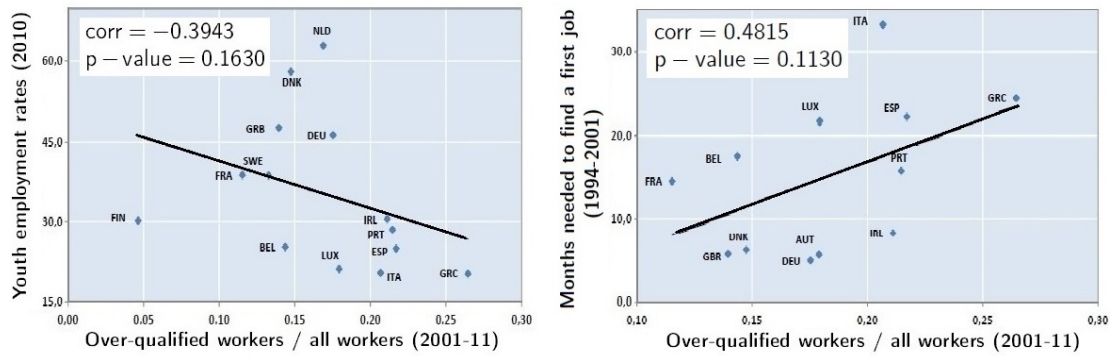 corr = −0.3943
p − value = 0.1630
Youth employment rates (2010)
60,0
45,0
30,0
15,0
NLD
DNK
GRB
DEU
SWE
FRA
FIN
IRL
PRT
BEL
ESP
LUX
ITA
GRC
0,00 0,05 0,10 0,15 0,20 0,25 0,30
Over-qualified workers / all workers (2001-11)
corr = 0.4815
p − value = 0.1130
Months needed to find a first job
(1994-2001)
30,0
20,0
10,0
0,0
ITA
GRC
LUX
ESP
BEL
PRT
FRA
IRL
DNK
AUT
GBR
DEU
0,10 0,15 0,20 0,25 0,30
Over-qualified workers / all workers (2001-11)